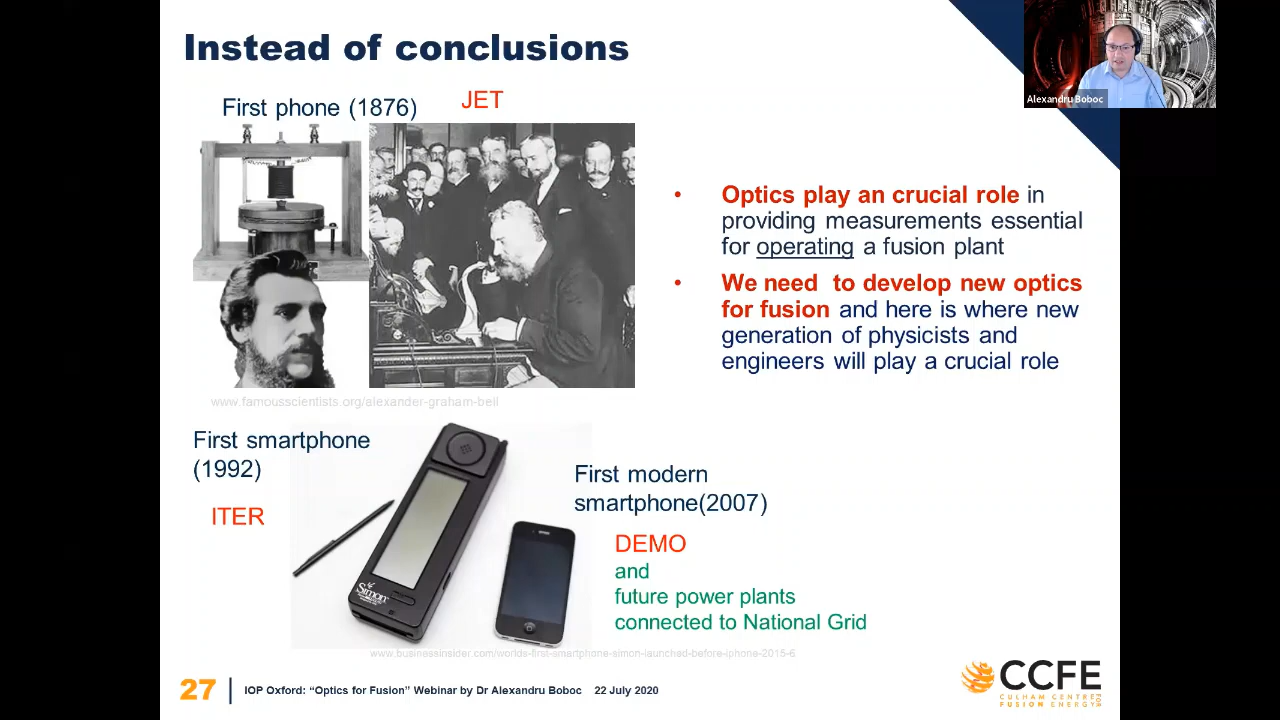 Instead of conclusions
Alexandru Boboc
First phone (1876)
JET
• Optics play an crucial role in
providing measurements essential
for operating a fusion plant
• We need to develop new optics
for fusion and here is where new
generation of physicists and
engineers will play a crucial role
www.famousscientists.org/alexander-graham-bell
First smartphone
(1992)
ITER
Simon
First modern
smartphone(2007)
DEMO
and
future power plants
connected to National Grid
www.businessinsider.com/worlds-first-smartphone-simon-launched-before-iphone-2015-6
27
IOP Oxford: “Optics for Fusion” Webinar by Dr Alexandru Boboc 22 July 2020
CCFE
CULHAM CENTRE
FOR
FUSION ENERGY